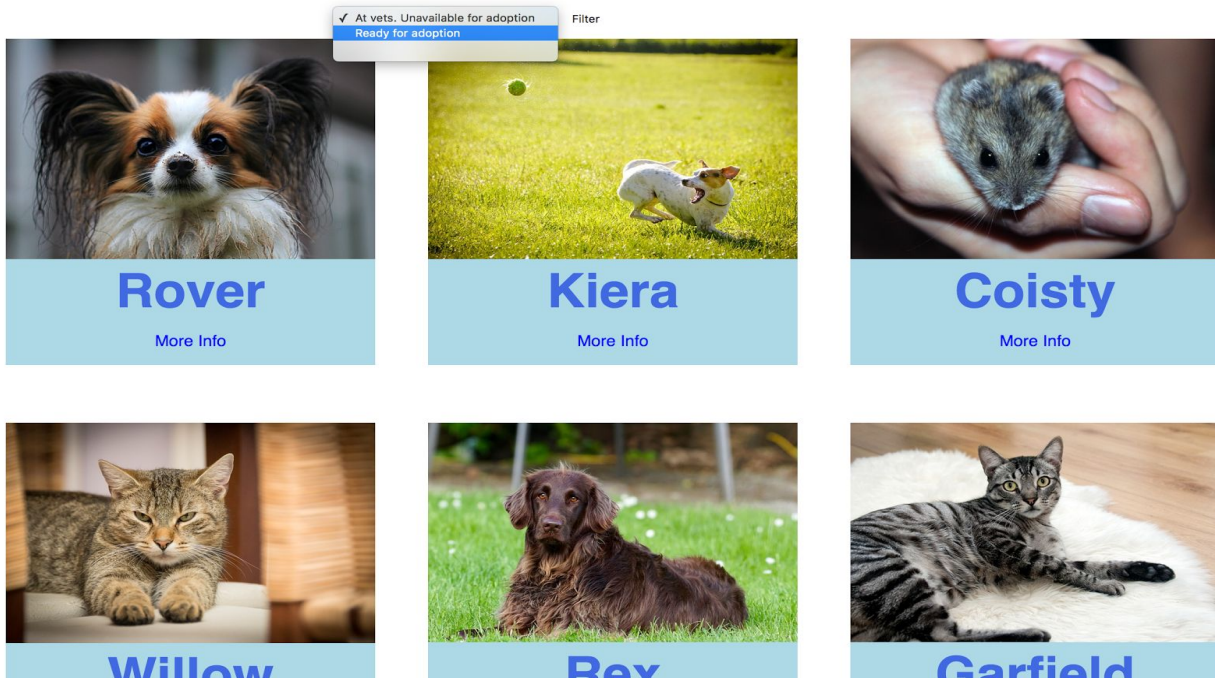 ✓ At vets. Unavailable for adoption
Filter
Ready for adoption
Rover
Kiera
Coisty
More Info
More Info
More Info
Willow
Rex
Garfield